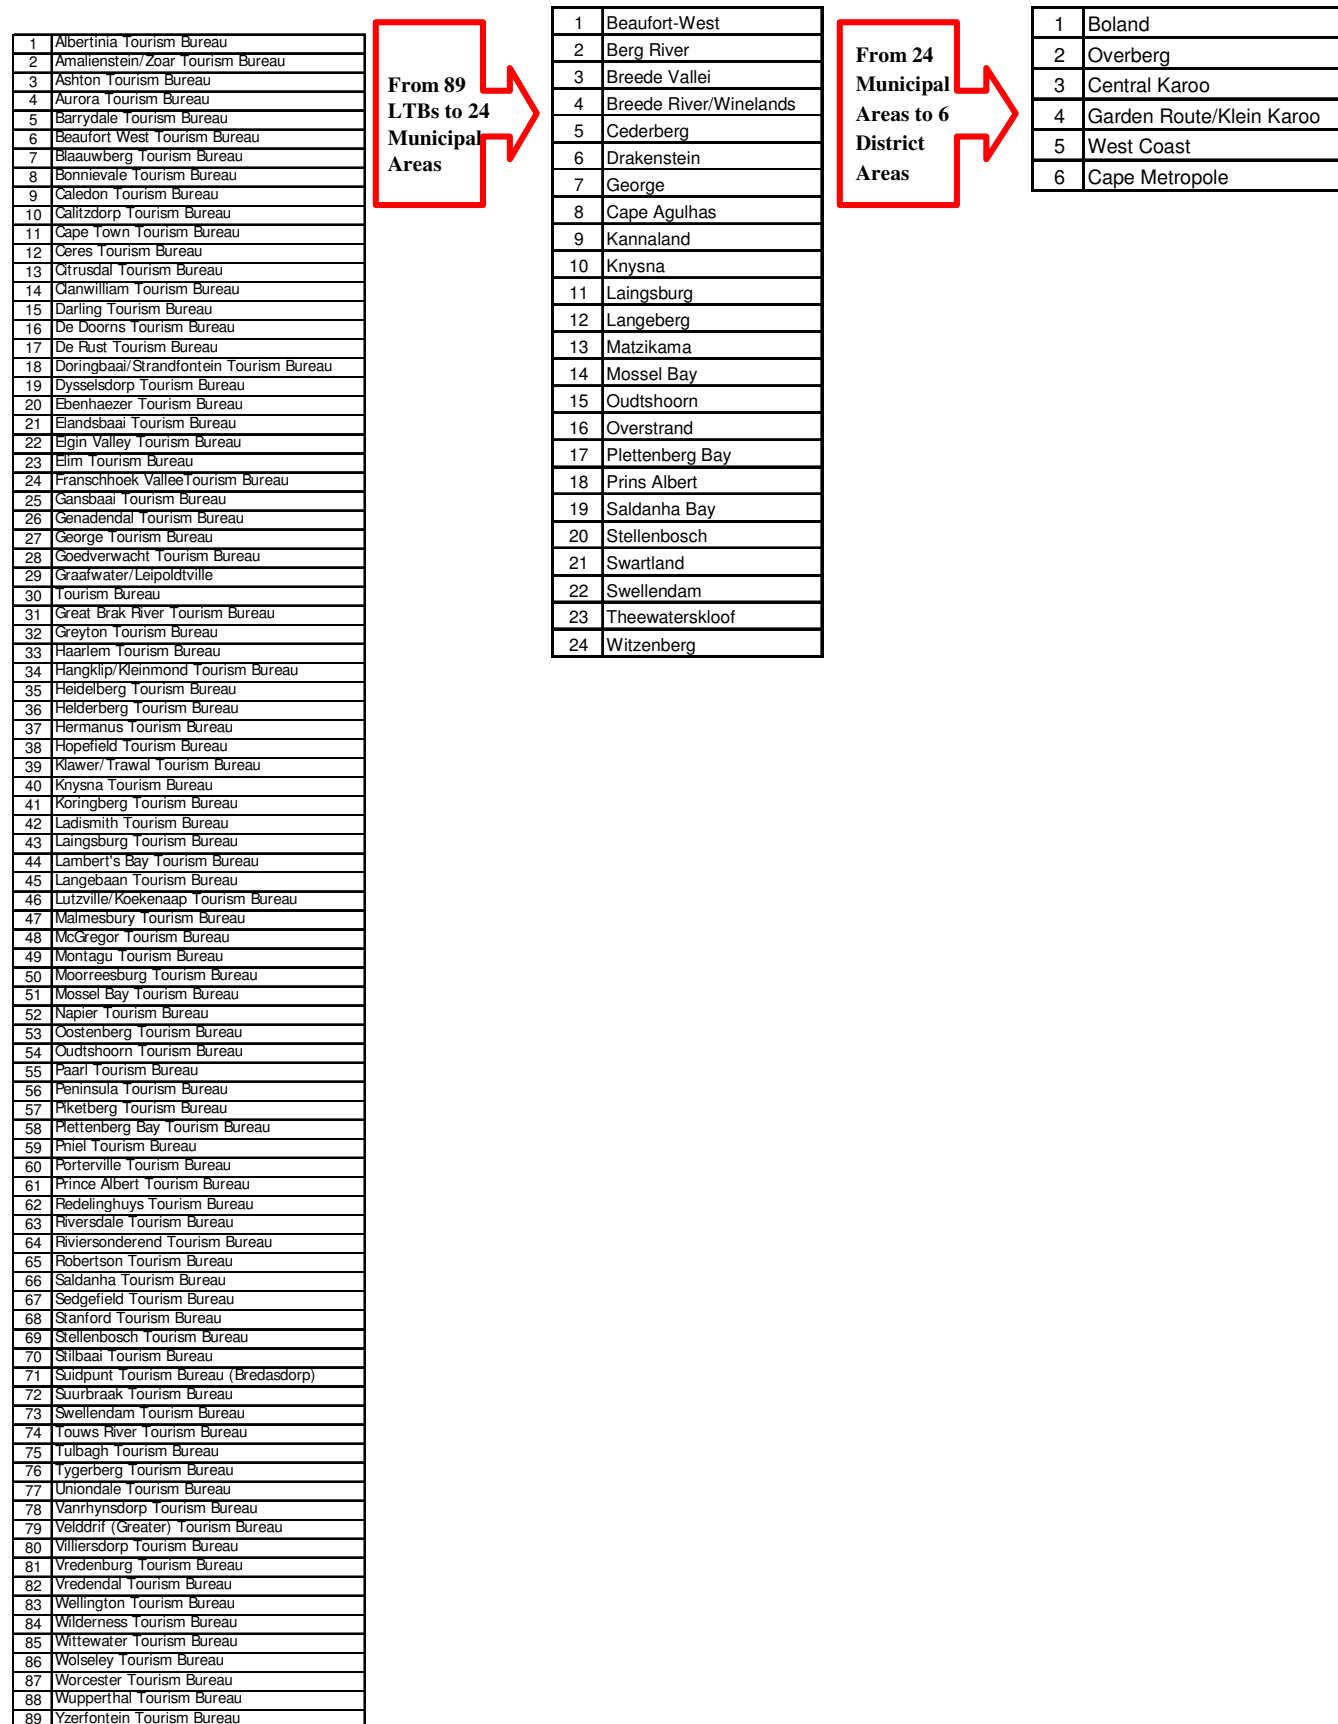 1 Albertinia Tourism Bureau
2 Amalienstein/Zoar Tourism Bureau
3 Ashton Tourism Bureau
4 Aurora Tourism Bureau
5 Barrydale Tourism Bureau
6 Beaufort West Tourism Bureau
7 Blaauwberg Tourism Bureau
8 Bonnievale Tourism Bureau
9 Caledon Tourism Bureau
10 Calitzdorp Tourism Bureau
11 Cape Town Tourism Bureau
12 Ceres Tourism Bureau
13 Citrusdal Tourism Bureau
14 Clanwilliam Tourism Bureau
15 Darling Tourism Bureau
16 De Doorns Tourism Bureau
17 De Rust Tourism Bureau
18 Doringbaai/Strandfontein Tourism Bureau
19 Dysselsdorp Tourism Bureau
20 Ebenhaezer Tourism Bureau
21 Elandsbaai Tourism Bureau
22 Elgin Valley Tourism Bureau
23 Elim Tourism Bureau
24 Franschhoek ValleeTourism Bureau
25 Gansbaai Tourism Bureau
26 Genadendal Tourism Bureau
27 George Tourism Bureau
28 Goedverwacht Tourism Bureau
29 Graafwater/Leipoldtville
30 Tourism Bureau
31 Great Brak River Tourism Bureau
32 Greyton Tourism Bureau
33 Haarlem Tourism Bureau
34 Hangklip/Kleinmond Tourism Bureau
35 Heidelberg Tourism Bureau
36 Helderberg Tourism Bureau
37 Hermanus Tourism Bureau
38 Hopefield Tourism Bureau
39 Klawer/Trawal Tourism Bureau
40 Knysna Tourism Bureau
41 Koringberg Tourism Bureau
42 Ladismith Tourism Bureau
43 Laingsburg Tourism Bureau
44 Lambert's Bay Tourism Bureau
45 Langebaan Tourism Bureau
46 Lutzville/Koekenaap Tourism Bureau
47 Malmesbury Tourism Bureau
48 McGregor Tourism Bureau
49 Montagu Tourism Bureau
50 Moorreesburg Tourism Bureau
51 Mossel Bay Tourism Bureau
52 Napier Tourism Bureau
53 Oostenberg Tourism Bureau
54 Oudtshoorn Tourism Bureau
55 Paarl Tourism Bureau
56 Peninsula Tourism Bureau
57 Piketberg Tourism Bureau
58 Plettenberg Bay Tourism Bureau
59 Pniel Tourism Bureau
60 Porterville Tourism Bureau
61 Prince Albert Tourism Bureau
62 Redelinghuys Tourism Bureau
63 Riversdale Tourism Bureau
64 Riviersonderend Tourism Bureau
65 Robertson Tourism Bureau
66 Saldanha Tourism Bureau
67 Sedgefield Tourism Bureau
68 Stanford Tourism Bureau
69 Stellenbosch Tourism Bureau
70 Stilbaai Tourism Bureau
71 Suidpunt Tourism Bureau (Bredasdorp)
72 Suurbraak Tourism Bureau
73 Swellendam Tourism Bureau
74 Touws River Tourism Bureau
75 Tulbagh Tourism Bureau
76 Tygerberg Tourism Bureau
77 Uniondale Tourism Bureau
78 Vanrhynsdorp Tourism Bureau
79 Velddrif (Greater) Tourism Bureau
80 Villiersdorp Tourism Bureau
81 Vredenburg Tourism Bureau
82 Vredendal Tourism Bureau
83 Wellington Tourism Bureau
84 Wilderness Tourism Bureau
85 Wittewater Tourism Bureau
86 Wolseley Tourism Bureau
87 Worcester Tourism Bureau
88 Wupperthal Tourism Bureau
89 Yzerfontein Tourism Bureau
From 89
LTBs to 24
Municipal
Areas
1 Beaufort-West
2 Berg River
3 Breede Vallei
4 Breede River/Winelands
5 Cederberg
6 Drakenstein
7 George
8 Cape Agulhas
9 Kannaland
10 Knysna
11 Laingsburg
12 Langeberg
13 Matzikama
14 Mossel Bay
15 Oudtshoorn
16 Overstrand
17 Plettenberg Bay
18 Prins Albert
19 Saldanha Bay
20 Stellenbosch
21 Swartland
22 Swellendam
23 Theewaterskloof
24 Witzenberg
From 24
Municipal
Areas to 6
District
Areas
1 Boland
2 Overberg
3 Central Karoo
4 Garden Route/Klein Karoo
5 West Coast
6 Cape Metropole